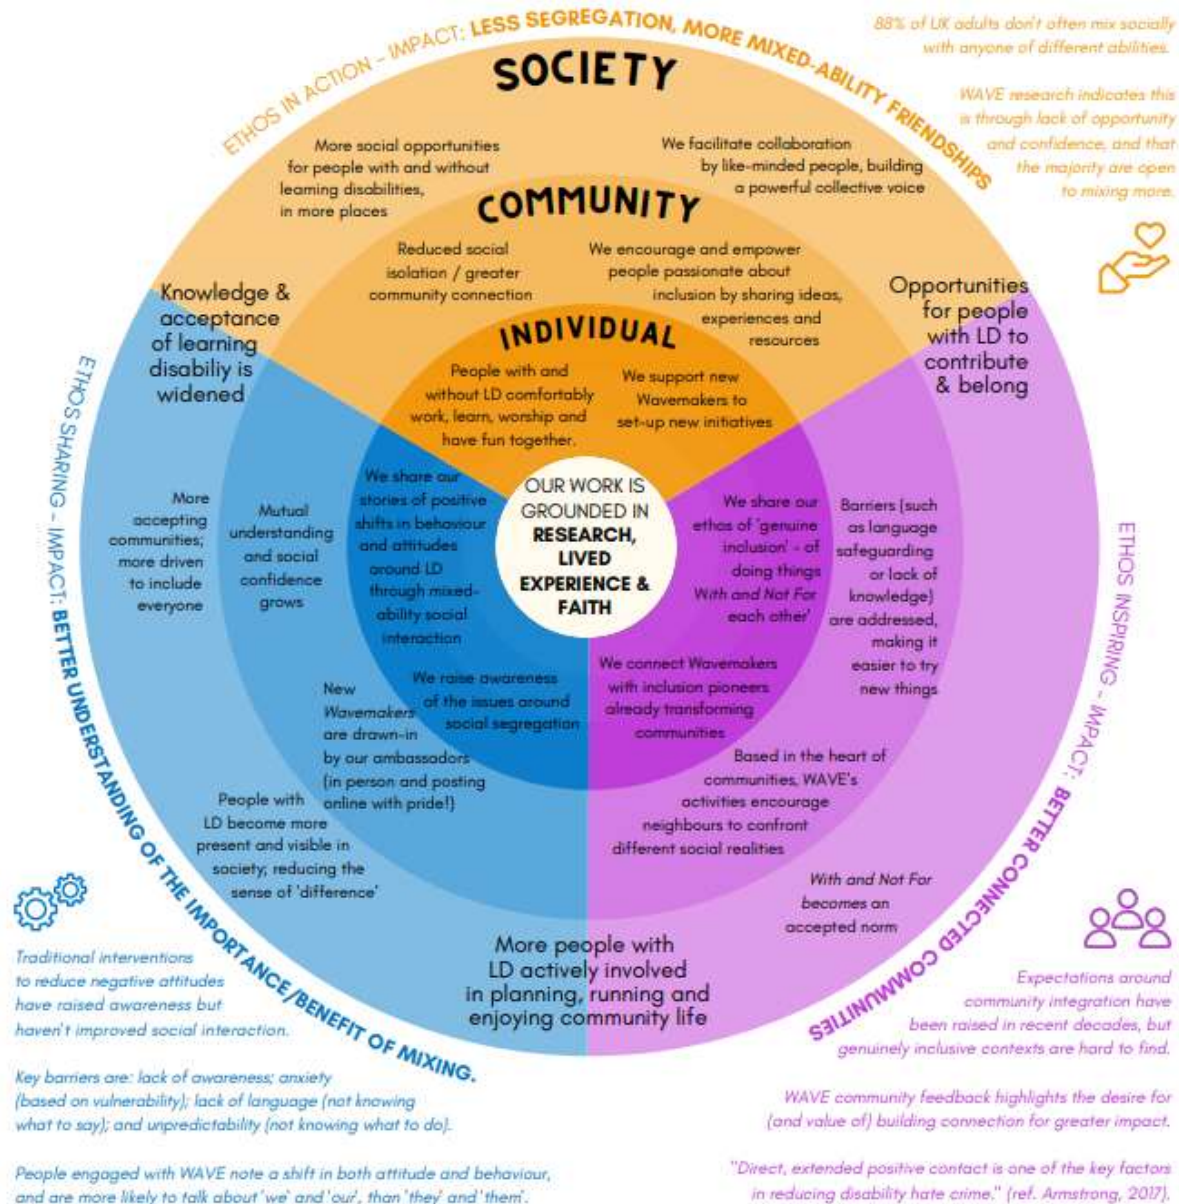 ETHOS IN ACTION - IMPACT: LESS SEGREGATION, MORE MIXED-ABILITY FRIENDSHIPS
88% of UK adults don't often mix socially
with anyone of different abilities.
WAVE research indicates this
is through lack of opportunity
and confidence, and that
the majority are open
to mixing more.
SOCIETY
More social opportunities
for people with and without
learning disabilities,
in more places
We facilitate collaboration
by like-minded people, building
a powerful collective voice
COMMUNITY
Reduced social
isolation / greater
community connection
We encourage and empower
people passionate about
inclusion by sharing ideas,
experiences and
resources
Knowledge &
acceptance
of learning
disabiliy is
widened
Opportunities
for people
with LD to
contribute
& belong
INDIVIDUAL
People with and
without LD comfortably
work, learn, worship and
have fun together.
We support new
Wavemakers to
set-up new initiatives
OUR WORK IS
GROUNDED IN
RESEARCH,
LIVED
EXPERIENCE &
FAITH
ETHOS SHARING - IMPACT: BETTER UNDERSTANDING OF THE IMPORTANCE/BENEFIT OF MIXING.
More
accepting
communities;
more driven
to include
everyone
Mutual
understanding
and social
confidence
grows
We share our
stories of positive
shifts in behaviour
and attitudes
around LD
through mixed-
ability social
interaction
We raise awareness
of the issues around
social segregation
New
Wavemakers
are drawn-in
by our ambassadors
(in person and posting
online with pride!)
People with
LD become more
present and visible in
society; reducing the
sense of 'difference'
We share our
ethos of 'genuine
inclusion' - of
doing things
With and Not For
each other'
Barriers (such
as language
safeguarding
or lack of
knowledge)
are addressed,
making it
easier to try
new things
We connect Wavemakers
with inclusion pioneers
already transforming
communities
Based in the heart of
communities, WAVE's
activities encourage
neighbours to confront
different social realities
With and Not For
becomes an
accepted norm
ETHOS INSPIRING - IMPACT: BETTER CONNECTED COMMUNITIES
More people with
LD actively involved
in planning, running and
enjoying community life
Traditional interventions
to reduce negative attitudes
have raised awareness but
haven't improved social interaction.
Key barriers are: lack of awareness; anxiety
(based on vulnerability); lack of language (not knowing
what to say); and unpredictability (not knowing what to do).
People engaged with WAVE note a shift in both attitude and behaviour,
and are more likely to talk about 'we' and 'our', than 'they' and 'them'.
Expectations around
community integration have
been raised in recent decades, but
genuinely inclusive contexts are hard to find.
WAVE community feedback highlights the desire for
(and value of) building connection for greater impact.
"Direct, extended positive contact is one of the key factors
in reducing disability hate crime." (ref. Armstrong, 2017).